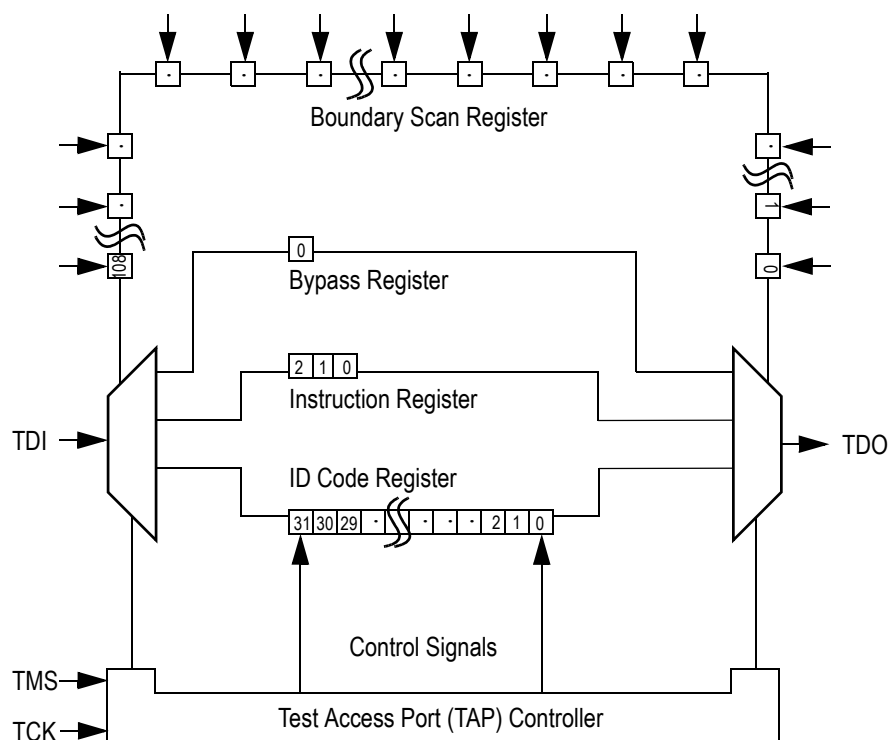 · · · · · · · ·
Boundary Scan Register
· ·
· 1
108 0
0
Bypass Register
2 1 0
Instruction Register
TDI
TDO
ID Code Register
31 30 29 · · · · 2 1 0
Control Signals
TMS
Test Access Port (TAP) Controller
TCK